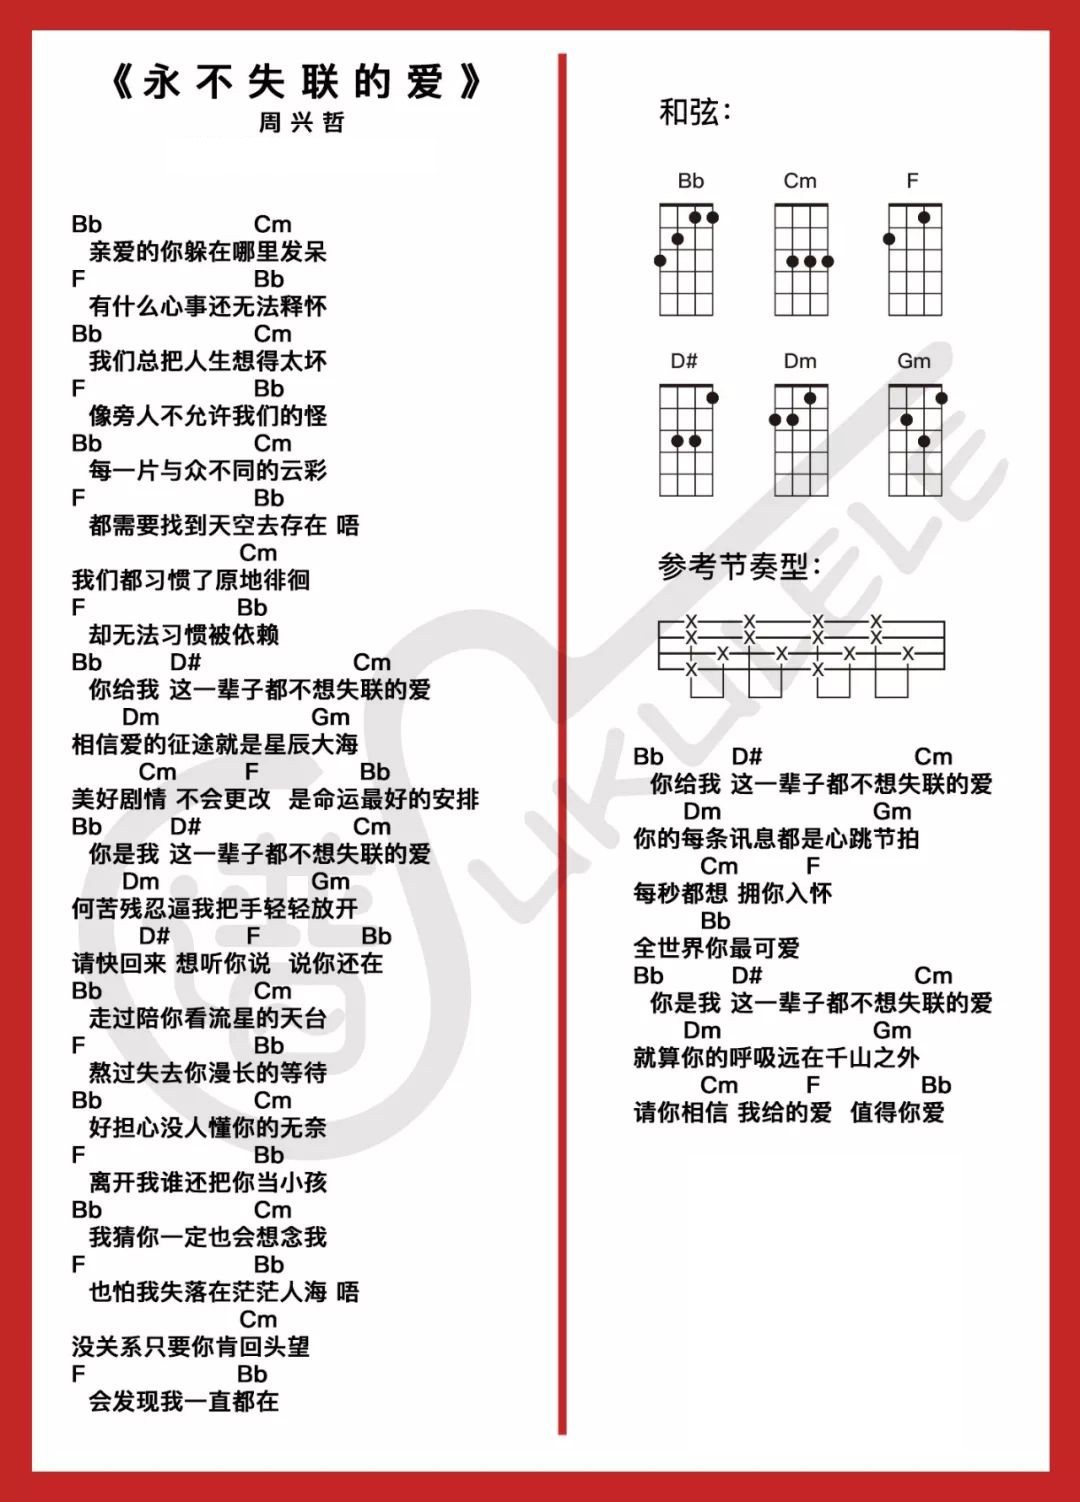 《永不失联的爱》
周兴哲
Bb Cm
亲爱的你躲在哪里发呆
F Bb
有什么心事还无法释怀
Bb Cm
我们总把人生想得太坏
F Bb
像旁人不允许我们的怪
Bb Cm
每一片与众不同的云彩
F Bb
都需要找到天空去存在 唔
Cm
我们都习惯了原地徘徊
F Bb
却无法习惯被依赖
Bb D# Cm
你给我 这一辈子都不想失联的爱
Dm Gm
相信爱的征途就是星辰大海
Cm F Bb
美好剧情 不会更改 是命运最好的安排
Bb D# Cm
你是我 这一辈子都不想失联的爱
Dm Gm
何苦残忍逼我把手轻轻放开
D# F Bb
请快回来 想听你说 说你还在
Bb Cm
走过陪你看流星的天台
F Bb
熬过失去你漫长的等待
Bb Cm
好担心没人懂你的无奈
F Bb
离开我谁还把你当小孩
Bb Cm
我猜你一定也会想念我
F Bb
也怕我失落在茫茫人海 唔
Cm
没关系只要你肯回头望
F Bb
会发现我一直都在
和弦：
Bb Cm F
D# Dm Gm
参考节奏型：
X X X X
X X X X
X X X X
X X
Bb D# Cm
你给我 这一辈子都不想失联的爱
Dm Gm
你的每条讯息都是心跳节拍
Cm F
每秒都想 拥你入怀
Bb
全世界你最可爱
Bb D# Cm
你是我 这一辈子都不想失联的爱
Dm Gm
就算你的呼吸远在千山之外
Cm F Bb
请你相信 我给的爱 值得你爱
UKULELE